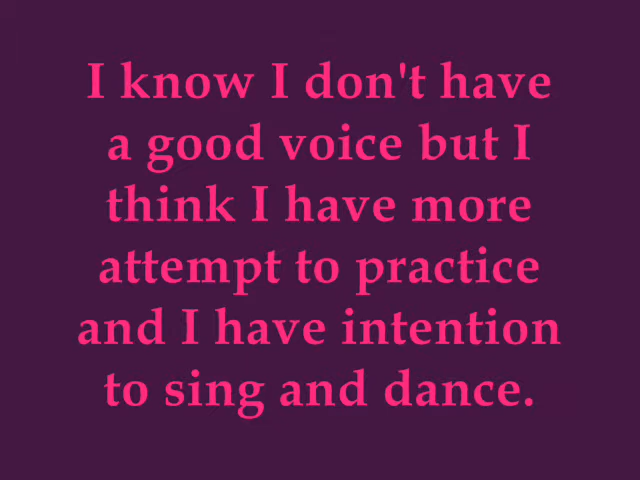 I know I don't have
a good voice but I
think I have more
attempt to practice
and I have intention
to sing and dance.